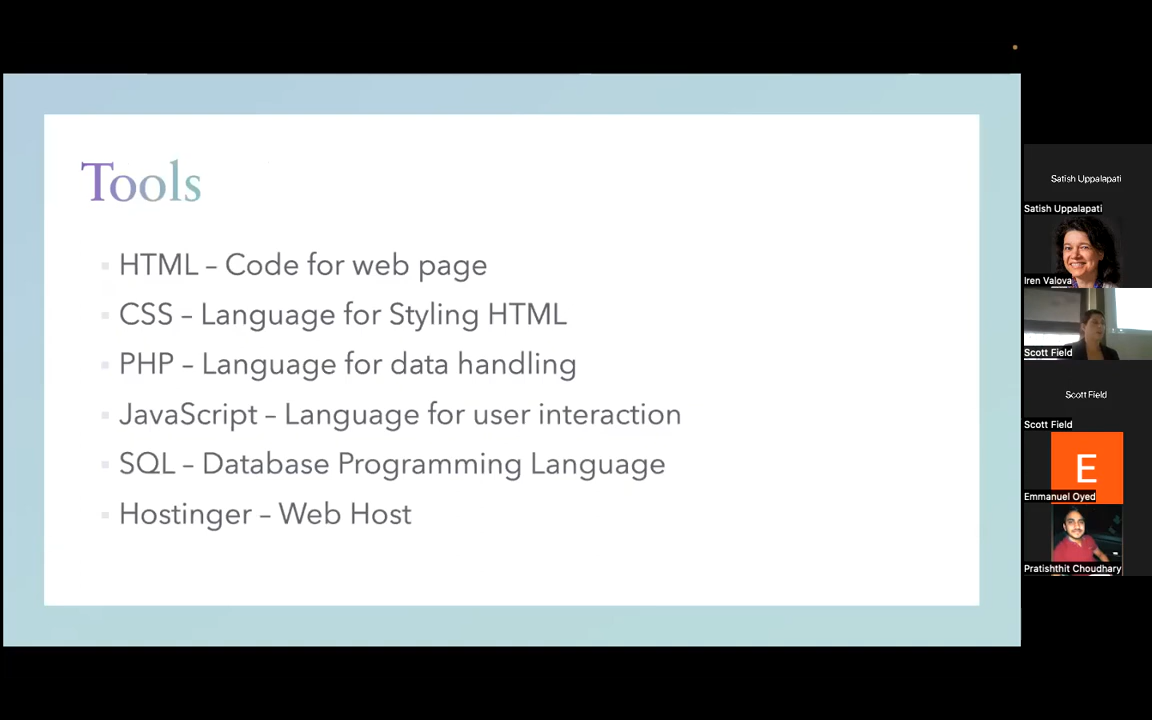 Tools
HTML – Code for web page
CSS – Language for Styling HTML
PHP – Language for data handling
JavaScript – Language for user interaction
SQL – Database Programming Language
Hostinger – Web Host
Satish Uppalapati
Satish Uppalapati
Iren Valova
Scott Field
Scott Field
Scott Field
E
Emmanuel Oyed
Pratishthit Choudhary